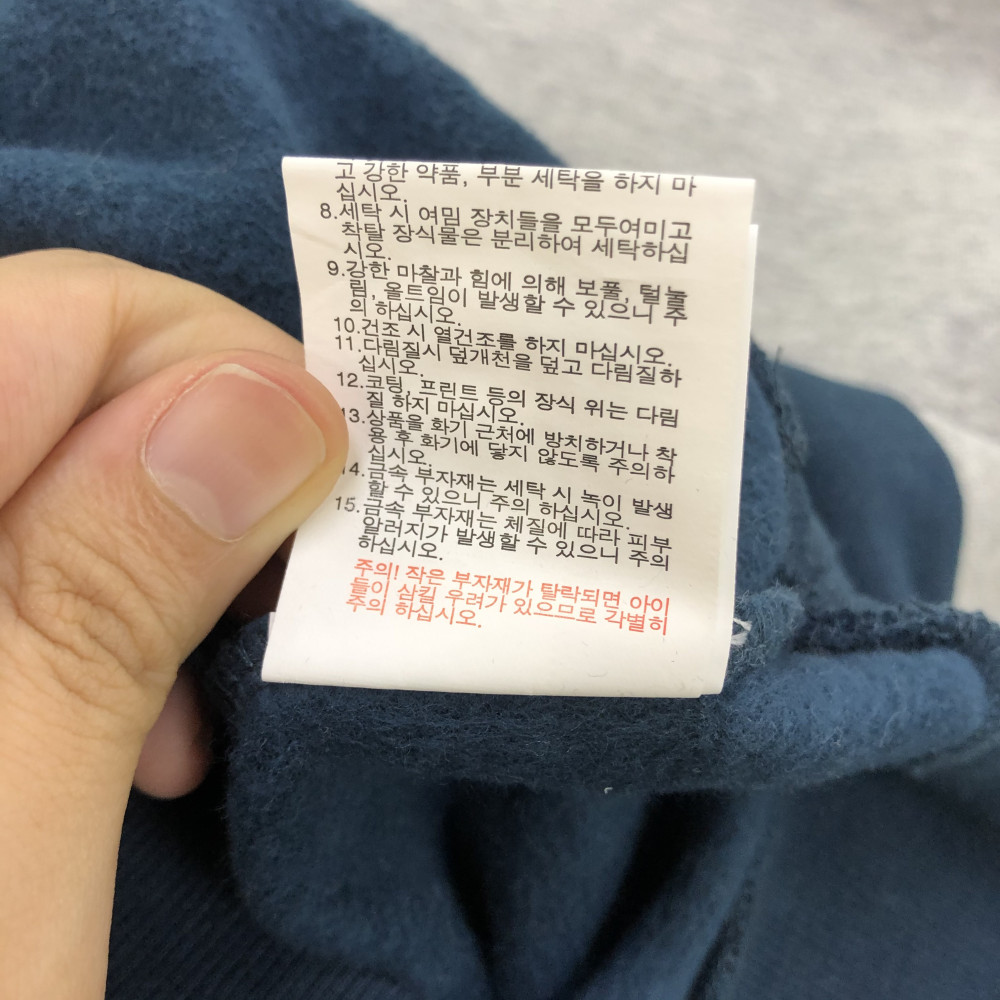 고 강한 약품, 부분 세탁을 하지 마
십시오.
8.세탁 시 여밈 장치들을 모두여미고
착탈 장식물은 분리하여 세탁하십
시오.
9.강한 마찰과 힘에 의해 보풀, 털눌
림, 올트임이 발생할 수 있으니 주
의 하십시오.
10.건조 시 열건조를 하지 마십시오.
11.다림질시 덮개천을 덮고 다림질하
십시오.
12.코팅, 프린트 등의 장식 위는 다림
질 하지 마십시오.
13.상품을 화기 근처에 방치하거나 착
용 후 화기에 닿지 않도록 주의하
십시오.
14.금속 부자재는 세탁 시 녹이 발생
할 수 있으니 주의 하십시오.
15.금속 부자재는 체질에 따라 피부
알러지가 발생할 수 있으니 주의
하십시오.
주의! 작은 부자재가 탈락되면 아이
들이 삼킬 우려가 있으므로 각별히
주의 하십시오.